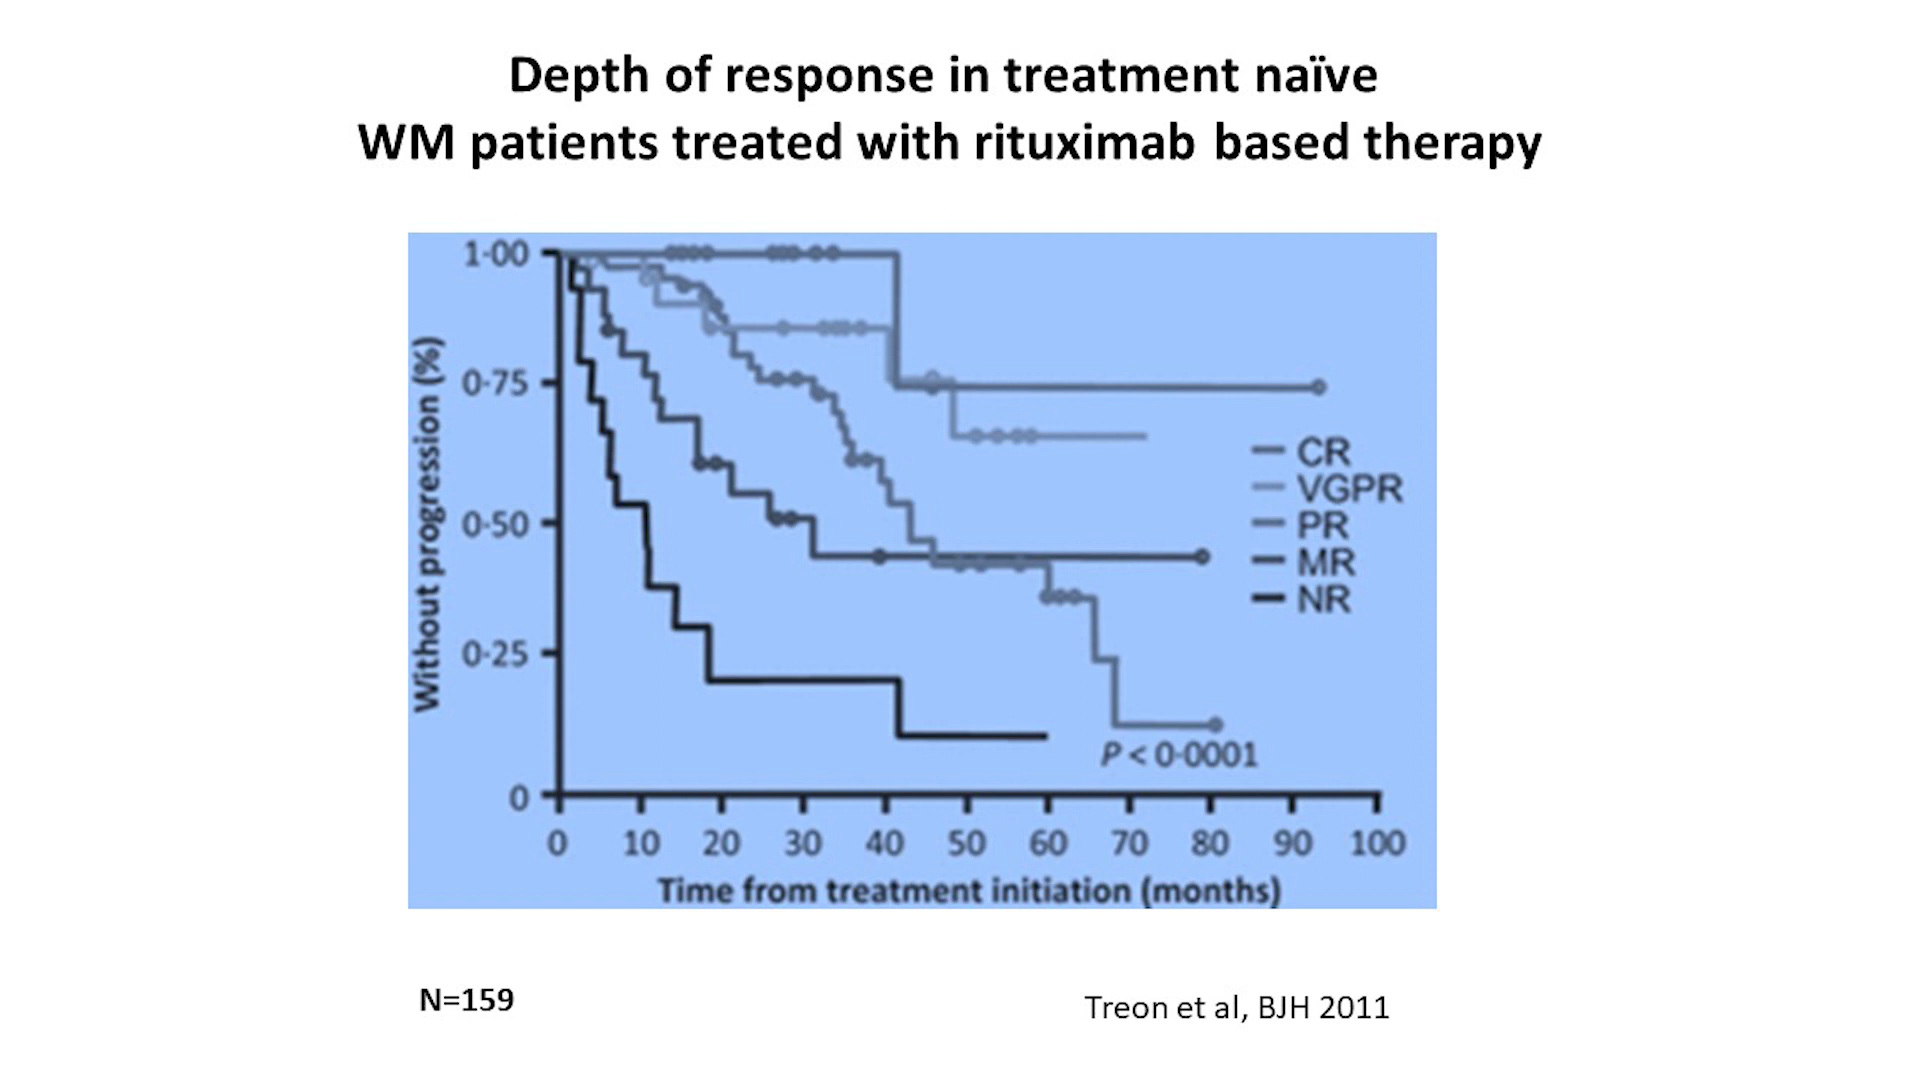 Depth of response in treatment naïve
WM patients treated with rituximab based therapy
Without progression (%)
1·00
0·75
0·50
0·25
0
0 10 20 30 40 50 60 70 80 90 100
Time from treatment initiation (months)
CR
VGPR
PR
MR
NR
P < 0·0001
N=159
Treon et al, BJH 2011